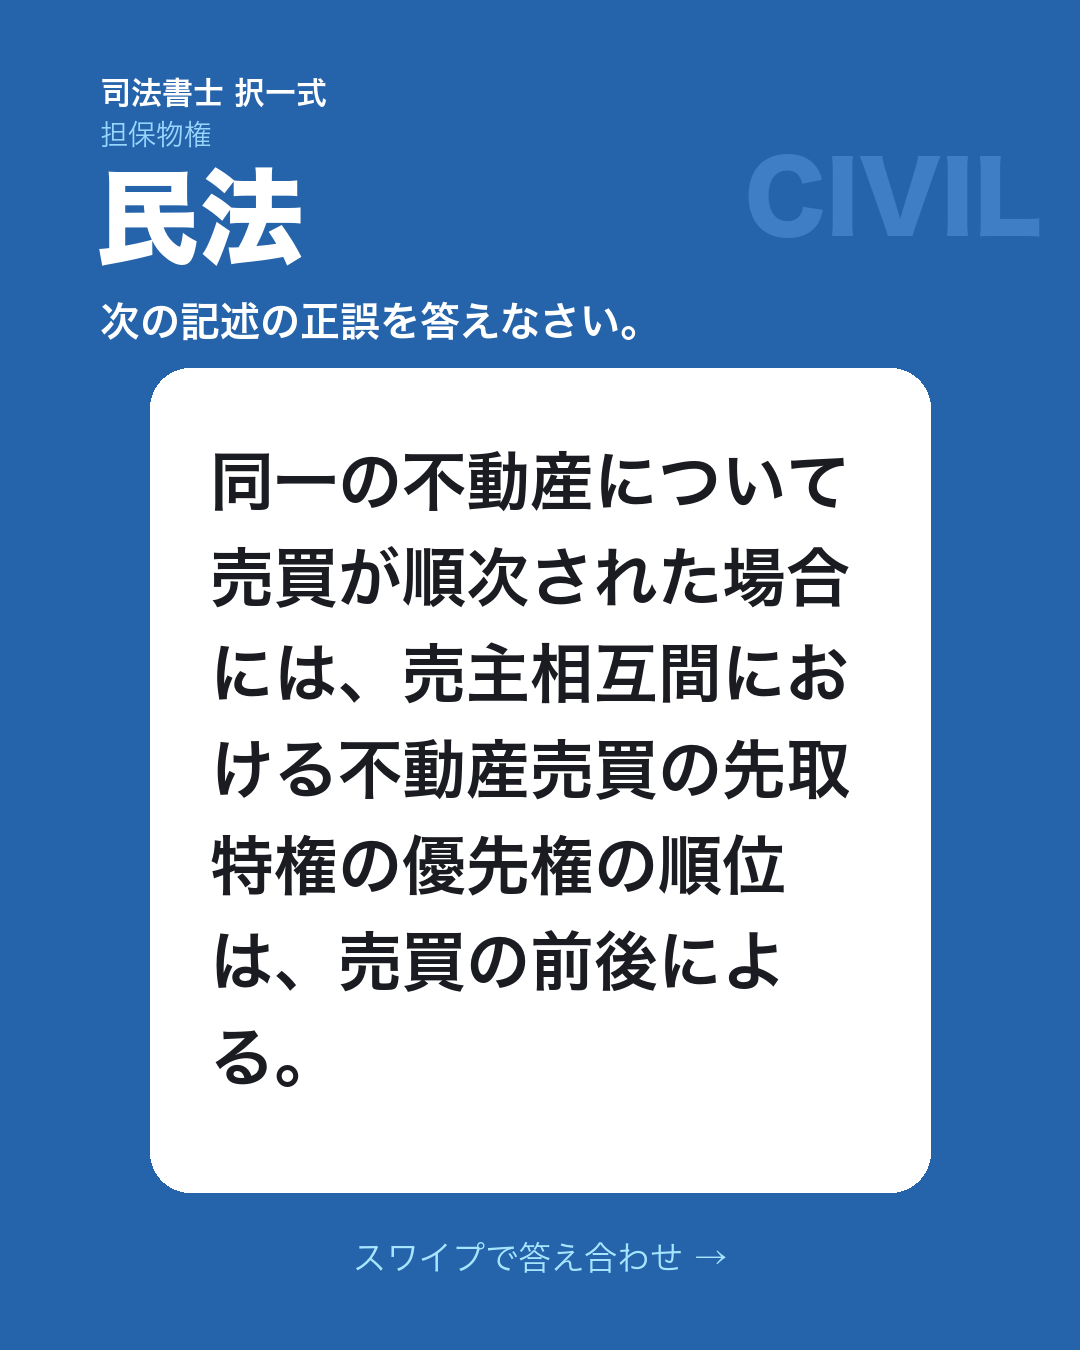 司法書士 択一式
担保物権
民法
CIVIL
次の記述の正誤を答えなさい。
同一の不動産について
売買が順次された場合
には、売主相互間にお
ける不動産売買の先取
特権の優先権の順位
は、売買の前後によ
る。
スワイプで答え合わせ →